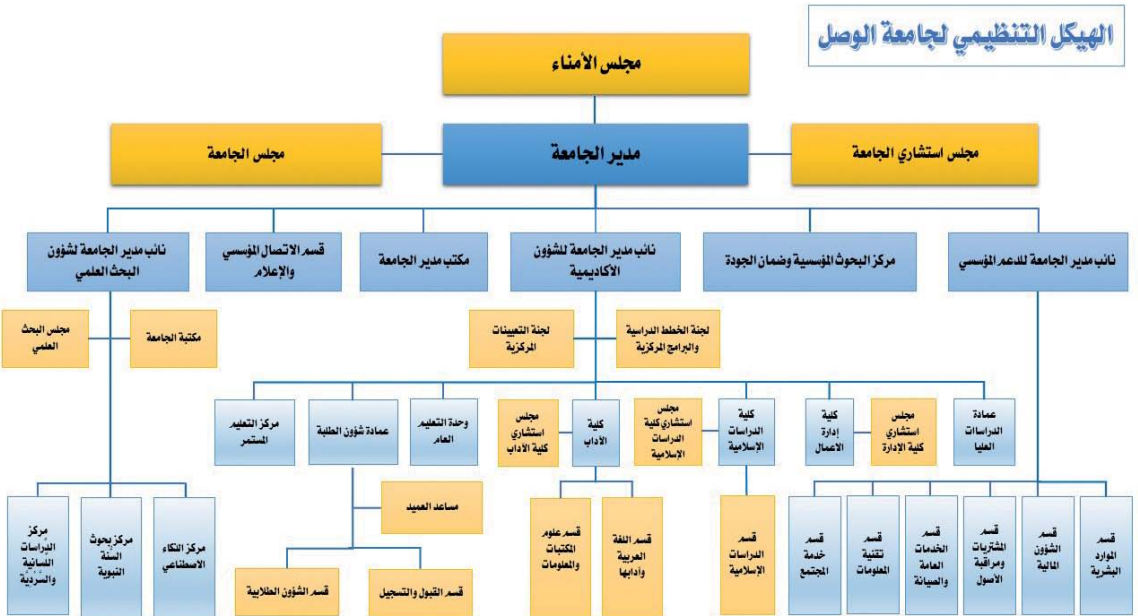 الهيكل التنظيمي لجامعة الوصل
مجلس الأمناء
مجلس استشاري الجامعة
مدير الجامعة
مجلس الجامعة
نائب مدير الجامعة للدعم المؤسسي
مركز البحوث المؤسسية وضمان الجودة
نائب مدير الجامعة للشؤون
الأكاديمية
مكتب مدير الجامعة
قسم الاتصال المؤسسي
والإعلام
نائب مدير الجامعة لشؤون
البحث العلمي
لجنة الخطط الدراسية
والبرامج المركزية
لجنة التعيينات
المركزية
مكتبة الجامعة
مجلس البحث
العلمي
عمادة
الدراساات
العليا
مجلس
استشاري
كلية الإدارة
كلية
إدارة
الاعمال
كلية
الدراسات
الإسلامية
مجلس
استشاري كلية
الدراسات
الإسلامية
كلية
الآداب
مجلس
استشاري
كلية الآداب
وحدة التعليم
العام
عمادة شؤون الطلبة
مركز التعليم
المستمر
مساعد العميد
قسم
الموارد
البشرية
قسم
الشؤون
المالية
قسم
المشتريات
ومراقبة
الأصول
قسم
الخدمات
العامة
والصيانة
قسم
تقنية
المعلومات
قسم
خدمة
المجتمع
قسم
الدراسات
الإسلامية
قسم اللغة
العربية
وآدابها
قسم علوم
المكتبات
والمعلومات
قسم القبول والتسجيل
قسم الشؤون الطلابية
مركز الذكاء
الاصطناعي
مركز بحوث
السنة
النبوية
مركز
الدراسات
اللسانية
والسردية